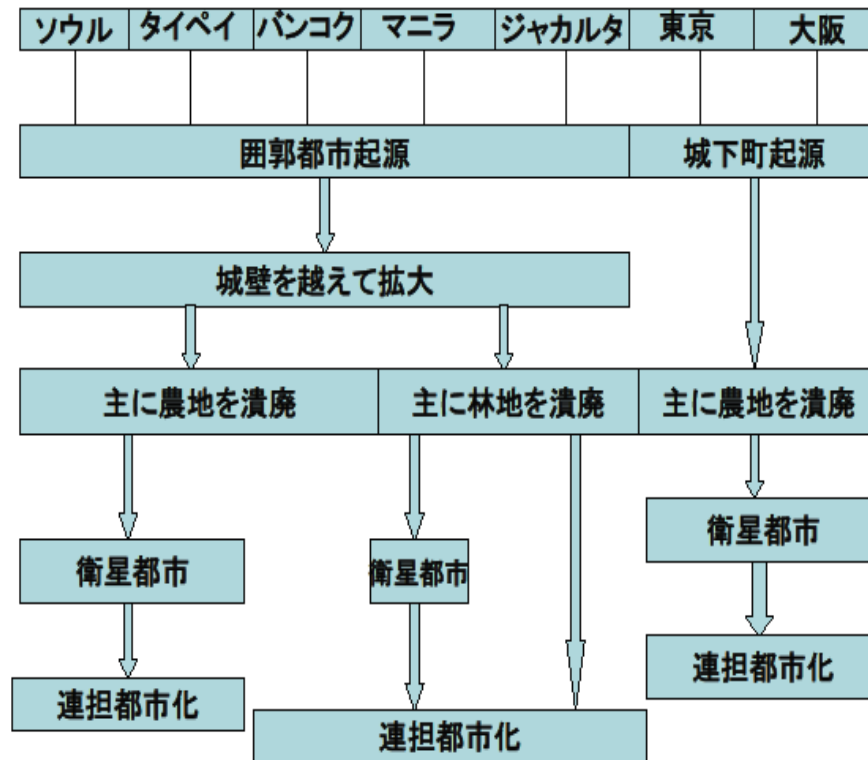 ソウル
タイペイ
バンコク
マニラ
ジャカルタ
東京
大阪
囲郭都市起源
城下町起源
城壁を越えて拡大
主に農地を潰廃
主に林地を潰廃
主に農地を潰廃
衛星都市
衛星都市
衛星都市
連担都市化
連担都市化
連担都市化